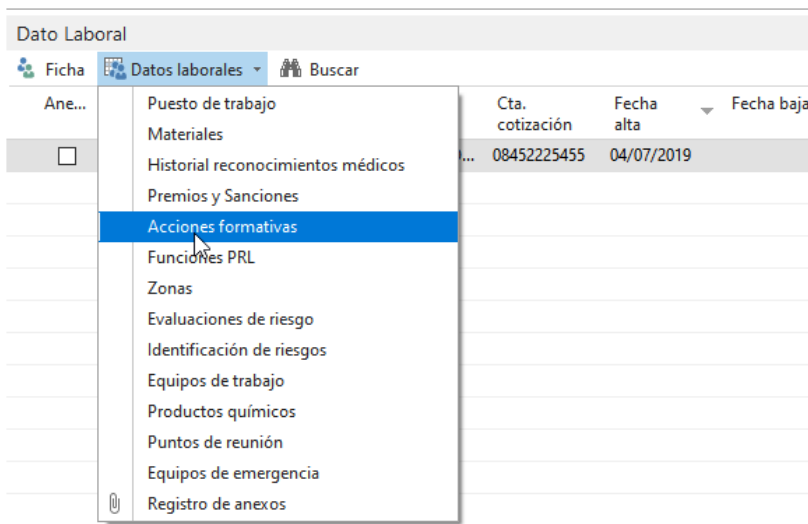 Dato Laboral
Ficha Datos laborales Buscar
Ane... Cta. cotización Fecha alta Fecha baja
... 08452225455 04/07/2019
Puesto de trabajo
Materiales
Historial reconocimientos médicos
Premios y Sanciones
Acciones formativas
Funciones PRL
Zonas
Evaluaciones de riesgo
Identificación de riesgos
Equipos de trabajo
Productos químicos
Puntos de reunión
Equipos de emergencia
Registro de anexos